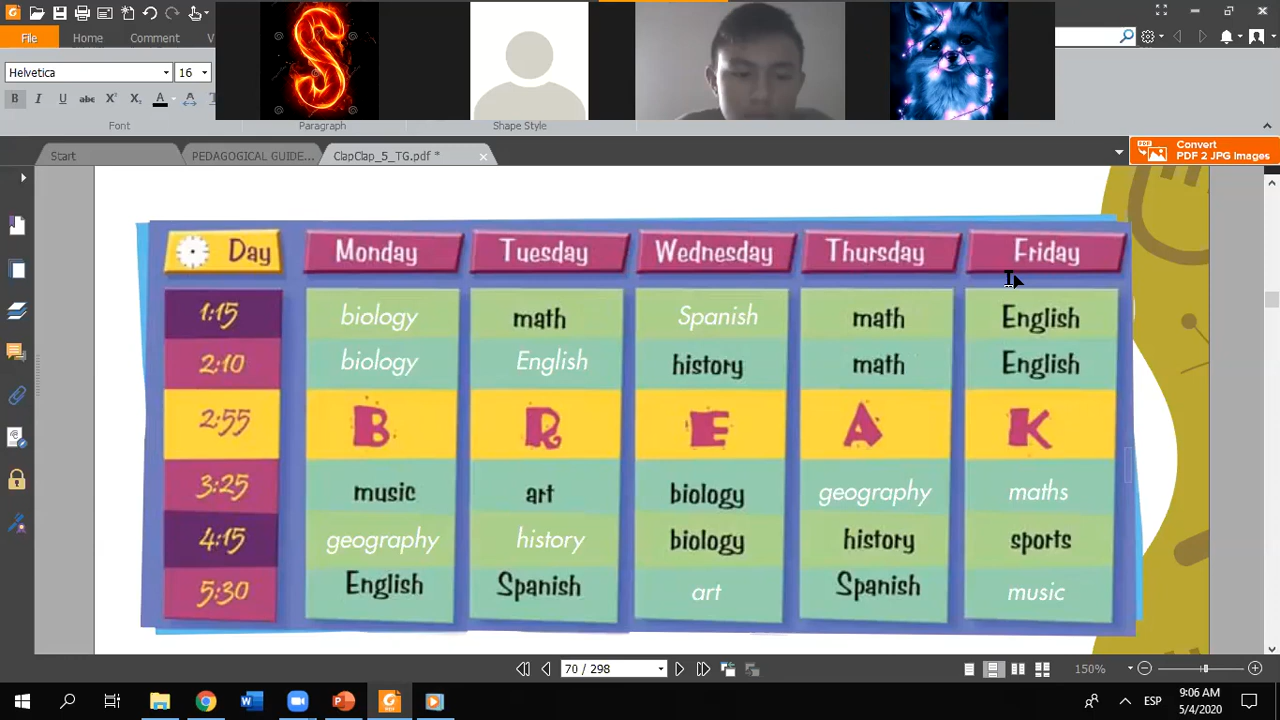 File Home Comment V
Helvetica 16
Font Paragraph Shape Style
Convert
PDF 2 JPG Images
Start PEDAGOGICAL GUIDE... ClapClap_5_TG.pdf *
Day Monday Tuesday Wednesday Thursday Friday
1:15 biology math Spanish math English
2:10 biology English history math English
2:55 B R E A K
3:25 music art biology geography maths
4:15 geography history biology history sports
5:30 English Spanish art Spanish music
70 / 298 150%
ESP 9:06 AM
5/4/2020